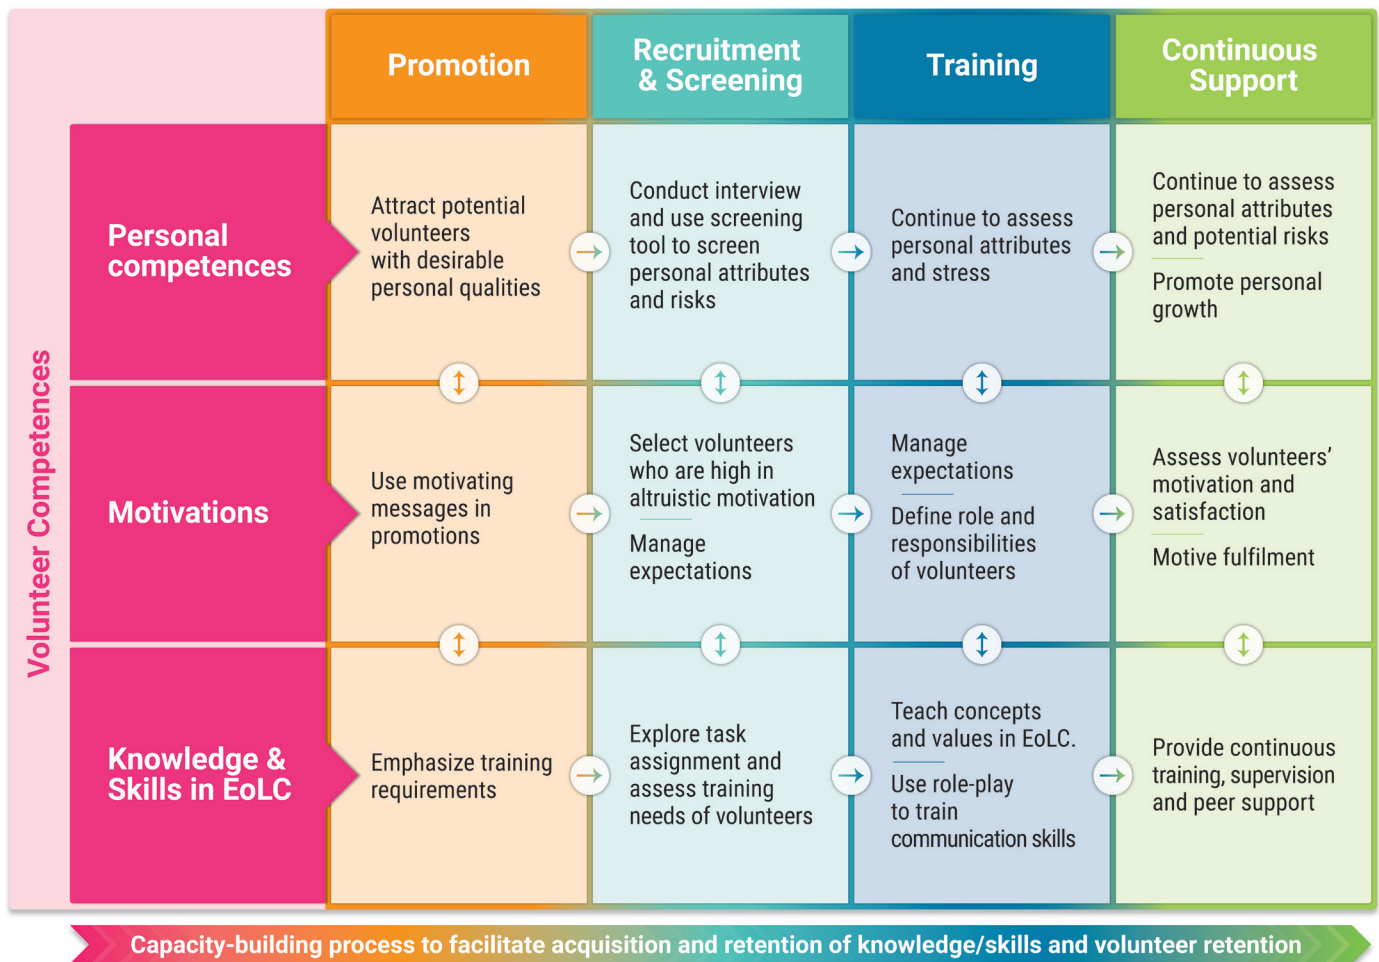 Promotion
Recruitment
& Screening
Training
Continuous
Support
Volunteer Competences
Personal
competences
Attract potential
volunteers
with desirable
personal qualities
Conduct interview
and use screening
tool to screen
personal attributes
and risks
Continue to assess
personal attributes
and stress
Continue to assess
personal attributes
and potential risks
Promote personal
growth
Motivations
Use motivating
messages in
promotions
Select volunteers
who are high in
altruistic motivation
Manage
expectations
Manage
expectations
Define role and
responsibilities
of volunteers
Assess volunteers’
motivation and
satisfaction
Motive fulfilment
Knowledge &
Skills in EoLC
Emphasize training
requirements
Explore task
assignment and
assess training
needs of volunteers
Teach concepts
and values in EoLC.
Use role-play
to train
communication skills
Provide continuous
training, supervision
and peer support
Capacity-building process to facilitate acquisition and retention of knowledge/skills and volunteer retention